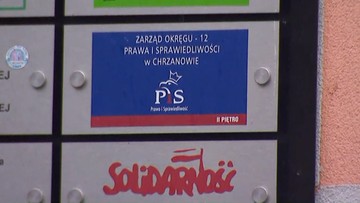 ZARZĄD OKRĘGU - 12
PRAWA I SPRAWIEDLIWOŚCI
w CHRZANOWIE
PiS
Prawo i Sprawiedliwość
II PIĘTRO
SOLIDARNOŚĆ